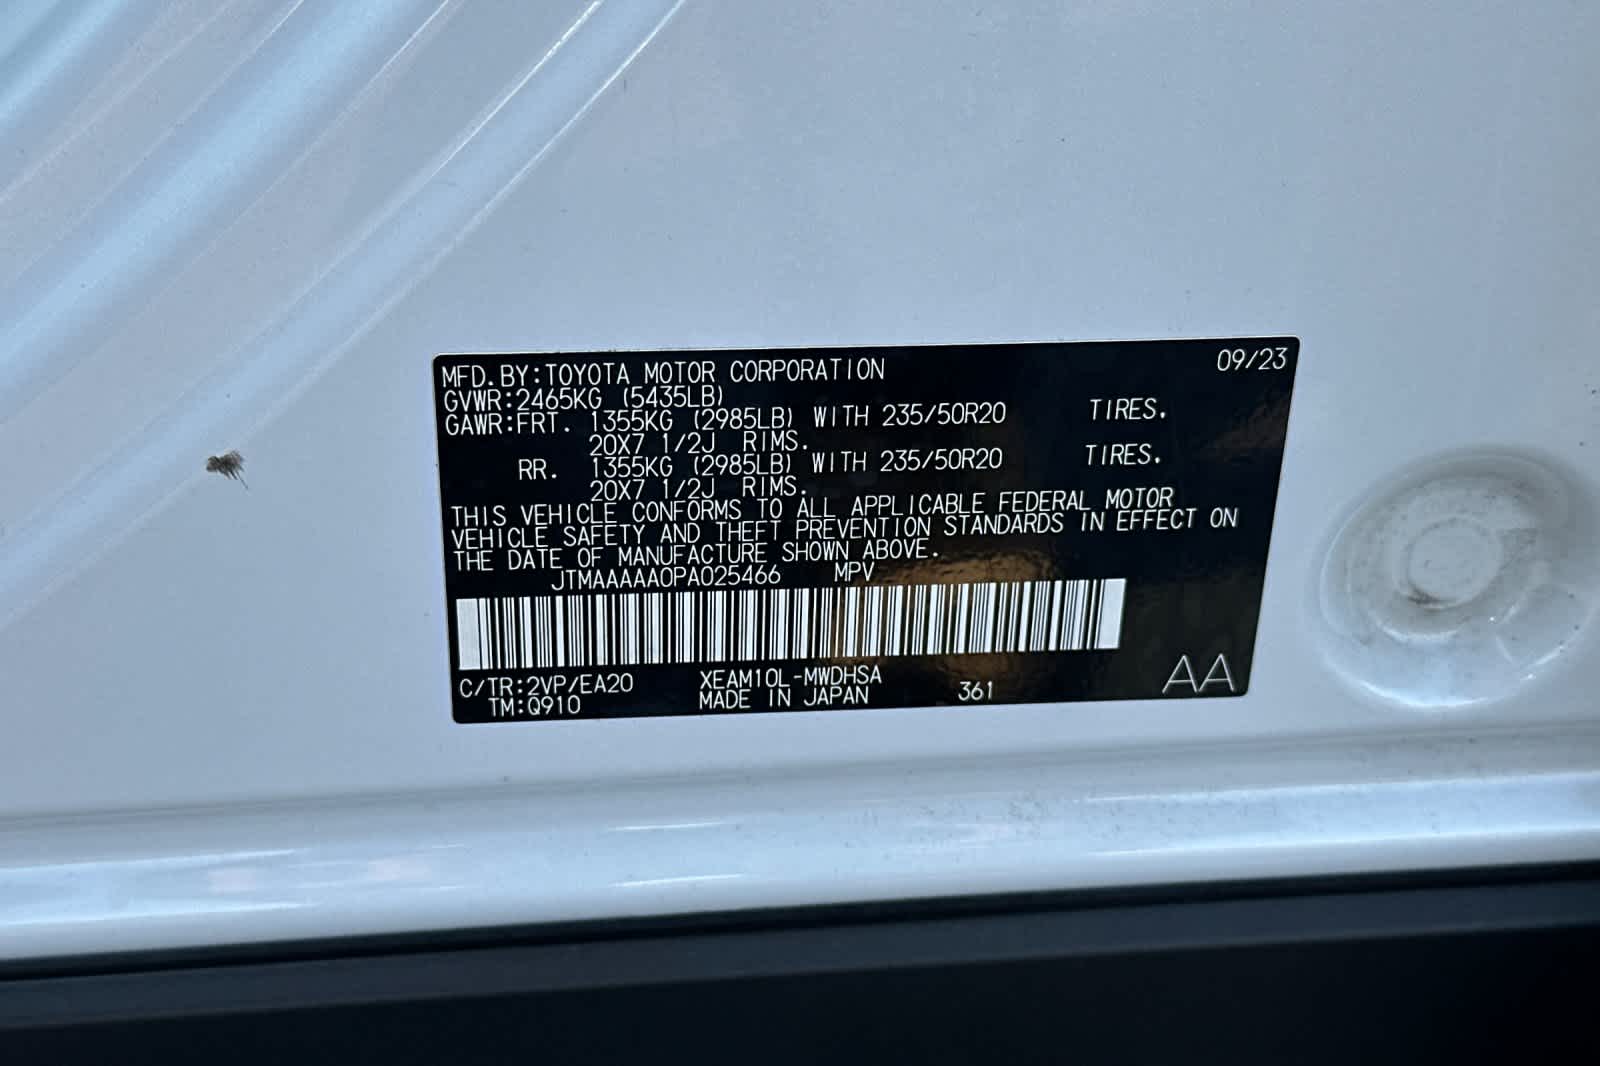 MFD.BY:TOYOTA MOTOR CORPORATION 09/23
GVWR:2465KG (5435LB)
GAWR:FRT. 1355KG (2985LB) WITH 235/50R20 TIRES.
20X7 1/2J RIMS.
RR. 1355KG (2985LB) WITH 235/50R20 TIRES.
20X7 1/2J RIMS.
THIS VEHICLE CONFORMS TO ALL APPLICABLE FEDERAL MOTOR
VEHICLE SAFETY AND THEFT PREVENTION STANDARDS IN EFFECT ON
THE DATE OF MANUFACTURE SHOWN ABOVE.
JTMAAAAA0PA025466 MPV
C/TR:2VP/EA20 XEAM10L-MWDHSA
TM:Q910 MADE IN JAPAN 361 AA